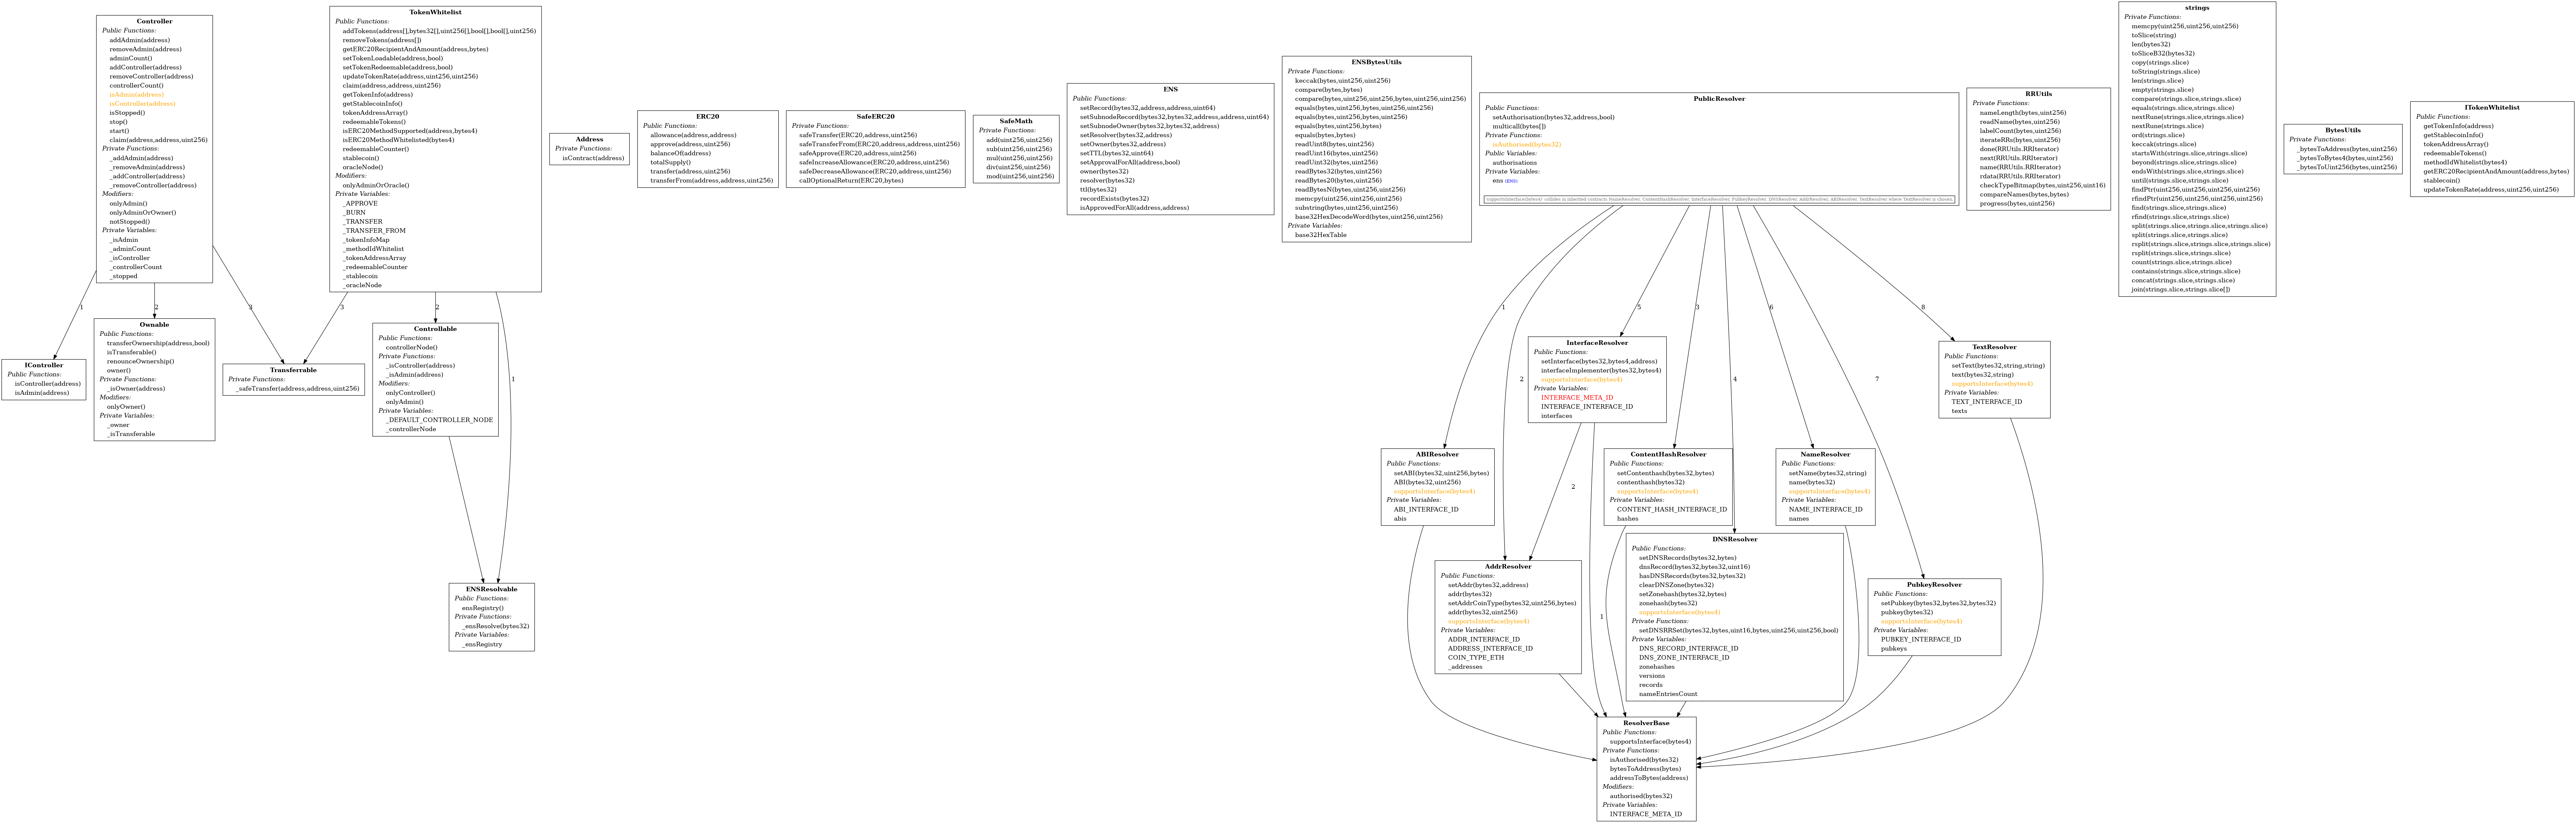 Controller
Public Functions:
addAdmin(address)
removeAdmin(address)
adminCount()
addController(address)
removeController(address)
controllerCount()
isAdmin(address)
isController(address)
isStopped()
stop()
start()
claim(address,address,uint256)
Private Functions:
_addAdmin(address)
_removeAdmin(address)
_addController(address)
_removeController(address)
Modifiers:
onlyAdmin()
onlyAdminOrOwner()
notStopped()
Private Variables:
_isAdmin
_adminCount
_isController
_controllerCount
_stopped
1
2
3
IController
Public Functions:
isController(address)
isAdmin(address)
Ownable
Public Functions:
transferOwnership(address,bool)
isTransferable()
renounceOwnership()
owner()
Private Functions:
_isOwner(address)
Modifiers:
onlyOwner()
Private Variables:
_owner
_isTransferable
Transferrable
Private Functions:
_safeTransfer(address,address,uint256)
TokenWhitelist
Public Functions:
addTokens(address[],bytes32[],uint256[],bool[],bool[],uint256)
removeTokens(address[])
getERC20RecipientAndAmount(address,bytes)
setTokenLoadable(address,bool)
setTokenRedeemable(address,bool)
updateTokenRate(address,uint256,uint256)
claim(address,address,uint256)
getTokenInfo(address)
getStablecoinInfo()
tokenAddressArray()
redeemableTokens()
isERC20MethodSupported(address,bytes4)
isERC20MethodWhitelisted(bytes4)
redeemableCounter()
stablecoin()
oracleNode()
Modifiers:
onlyAdminOrOracle()
Private Variables:
_APPROVE
_BURN
_TRANSFER
_TRANSFER_FROM
_tokenInfoMap
_methodIdWhitelist
_tokenAddressArray
_redeemableCounter
_stablecoin
_oracleNode
3
2
1
Controllable
Public Functions:
controllerNode()
Private Functions:
_isController(address)
_isAdmin(address)
Modifiers:
onlyController()
onlyAdmin()
Private Variables:
_DEFAULT_CONTROLLER_NODE
_controllerNode
ENSResolvable
Public Functions:
ensRegistry()
Private Functions:
_ensResolve(bytes32)
Private Variables:
_ensRegistry
Address
Private Functions:
isContract(address)
ERC20
Public Functions:
allowance(address,address)
approve(address,uint256)
balanceOf(address)
totalSupply()
transfer(address,uint256)
transferFrom(address,address,uint256)
SafeERC20
Private Functions:
safeTransfer(ERC20,address,uint256)
safeTransferFrom(ERC20,address,address,uint256)
safeApprove(ERC20,address,uint256)
safeIncreaseAllowance(ERC20,address,uint256)
safeDecreaseAllowance(ERC20,address,uint256)
callOptionalReturn(ERC20,bytes)
SafeMath
Private Functions:
add(uint256,uint256)
sub(uint256,uint256)
mul(uint256,uint256)
div(uint256,uint256)
mod(uint256,uint256)
ENS
Public Functions:
setRecord(bytes32,address,address,uint64)
setSubnodeRecord(bytes32,bytes32,address,address,uint64)
setSubnodeOwner(bytes32,bytes32,address)
setResolver(bytes32,address)
setOwner(bytes32,address)
setTTL(bytes32,uint64)
setApprovalForAll(address,bool)
owner(bytes32)
resolver(bytes32)
ttl(bytes32)
recordExists(bytes32)
isApprovedForAll(address,address)
ENSBytesUtils
Private Functions:
keccak(bytes,uint256,uint256)
compare(bytes,bytes)
compare(bytes,uint256,uint256,bytes,uint256,uint256)
equals(bytes,uint256,bytes,uint256,uint256)
equals(bytes,uint256,bytes,uint256)
equals(bytes,uint256,bytes)
equals(bytes,bytes)
readUint8(bytes,uint256)
readUint16(bytes,uint256)
readUint32(bytes,uint256)
readBytes32(bytes,uint256)
readBytes20(bytes,uint256)
readBytesN(bytes,uint256,uint256)
memcpy(uint256,uint256,uint256)
substring(bytes,uint256,uint256)
base32HexDecodeWord(bytes,uint256,uint256)
Private Variables:
base32HexTable
PublicResolver
Public Functions:
setAuthorisation(bytes32,address,bool)
multicall(bytes[])
Private Functions:
isAuthorised(bytes32)
Public Variables:
authorisations
Private Variables:
ens (ENS)
supportsInterface(bytes4)' collides in inherited contracts NameResolver, ContentHashResolver, InterfaceResolver, PubkeyResolver, DNSResolver, AddrResolver, ABIResolver, TextResolver where TextResolver is chosen.
1
2
5
3
4
6
7
8
InterfaceResolver
Public Functions:
setInterface(bytes32,bytes4,address)
interfaceImplementer(bytes32,bytes4)
supportsInterface(bytes4)
Private Variables:
INTERFACE_META_ID
INTERFACE_INTERFACE_ID
interfaces
2
1
TextResolver
Public Functions:
setText(bytes32,string,string)
text(bytes32,string)
supportsInterface(bytes4)
Private Variables:
TEXT_INTERFACE_ID
texts
ABIResolver
Public Functions:
setABI(bytes32,uint256,bytes)
ABI(bytes32,uint256)
supportsInterface(bytes4)
Private Variables:
ABI_INTERFACE_ID
abis
ContentHashResolver
Public Functions:
setContenthash(bytes32,bytes)
contenthash(bytes32)
supportsInterface(bytes4)
Private Variables:
CONTENT_HASH_INTERFACE_ID
hashes
NameResolver
Public Functions:
setName(bytes32,string)
name(bytes32)
supportsInterface(bytes4)
Private Variables:
NAME_INTERFACE_ID
names
AddrResolver
Public Functions:
setAddr(bytes32,address)
addr(bytes32)
setAddrCoinType(bytes32,uint256,bytes)
addr(bytes32,uint256)
supportsInterface(bytes4)
Private Variables:
ADDR_INTERFACE_ID
ADDRESS_INTERFACE_ID
COIN_TYPE_ETH
_addresses
DNSResolver
Public Functions:
setDNSRecords(bytes32,bytes)
dnsRecord(bytes32,bytes32,uint16)
hasDNSRecords(bytes32,bytes32)
clearDNSZone(bytes32)
setZonehash(bytes32,bytes)
zonehash(bytes32)
supportsInterface(bytes4)
Private Functions:
setDNSRRSet(bytes32,bytes,uint16,bytes,uint256,uint256,bool)
Private Variables:
DNS_RECORD_INTERFACE_ID
DNS_ZONE_INTERFACE_ID
zonehashes
versions
records
nameEntriesCount
PubkeyResolver
Public Functions:
setPubkey(bytes32,bytes32,bytes32)
pubkey(bytes32)
supportsInterface(bytes4)
Private Variables:
PUBKEY_INTERFACE_ID
pubkeys
ResolverBase
Public Functions:
supportsInterface(bytes4)
Private Functions:
isAuthorised(bytes32)
bytesToAddress(bytes)
addressToBytes(address)
Modifiers:
authorised(bytes32)
Private Variables:
INTERFACE_META_ID
RRUtils
Private Functions:
nameLength(bytes,uint256)
readName(bytes,uint256)
labelCount(bytes,uint256)
iterateRRs(bytes,uint256)
done(RRUtils.RRIterator)
next(RRUtils.RRIterator)
name(RRUtils.RRIterator)
rdata(RRUtils.RRIterator)
checkTypeBitmap(bytes,uint256,uint16)
compareNames(bytes,bytes)
progress(bytes,uint256)
strings
Private Functions:
memcpy(uint256,uint256,uint256)
toSlice(string)
len(bytes32)
toSliceB32(bytes32)
copy(strings.slice)
toString(strings.slice)
len(strings.slice)
empty(strings.slice)
compare(strings.slice,strings.slice)
equals(strings.slice,strings.slice)
nextRune(strings.slice,strings.slice)
nextRune(strings.slice)
ord(strings.slice)
keccak(strings.slice)
startsWith(strings.slice,strings.slice)
beyond(strings.slice,strings.slice)
endsWith(strings.slice,strings.slice)
until(strings.slice,strings.slice)
findPtr(uint256,uint256,uint256,uint256)
rfindPtr(uint256,uint256,uint256,uint256)
find(strings.slice,strings.slice)
rfind(strings.slice,strings.slice)
split(strings.slice,strings.slice,strings.slice)
split(strings.slice,strings.slice)
rsplit(strings.slice,strings.slice,strings.slice)
rsplit(strings.slice,strings.slice)
count(strings.slice,strings.slice)
contains(strings.slice,strings.slice)
concat(strings.slice,strings.slice)
join(strings.slice,strings.slice[])
BytesUtils
Private Functions:
_bytesToAddress(bytes,uint256)
_bytesToBytes4(bytes,uint256)
_bytesToUint256(bytes,uint256)
ITokenWhitelist
Public Functions:
getTokenInfo(address)
getStablecoinInfo()
tokenAddressArray()
redeemableTokens()
methodIdWhitelist(bytes4)
getERC20RecipientAndAmount(address,bytes)
stablecoin()
updateTokenRate(address,uint256,uint256)